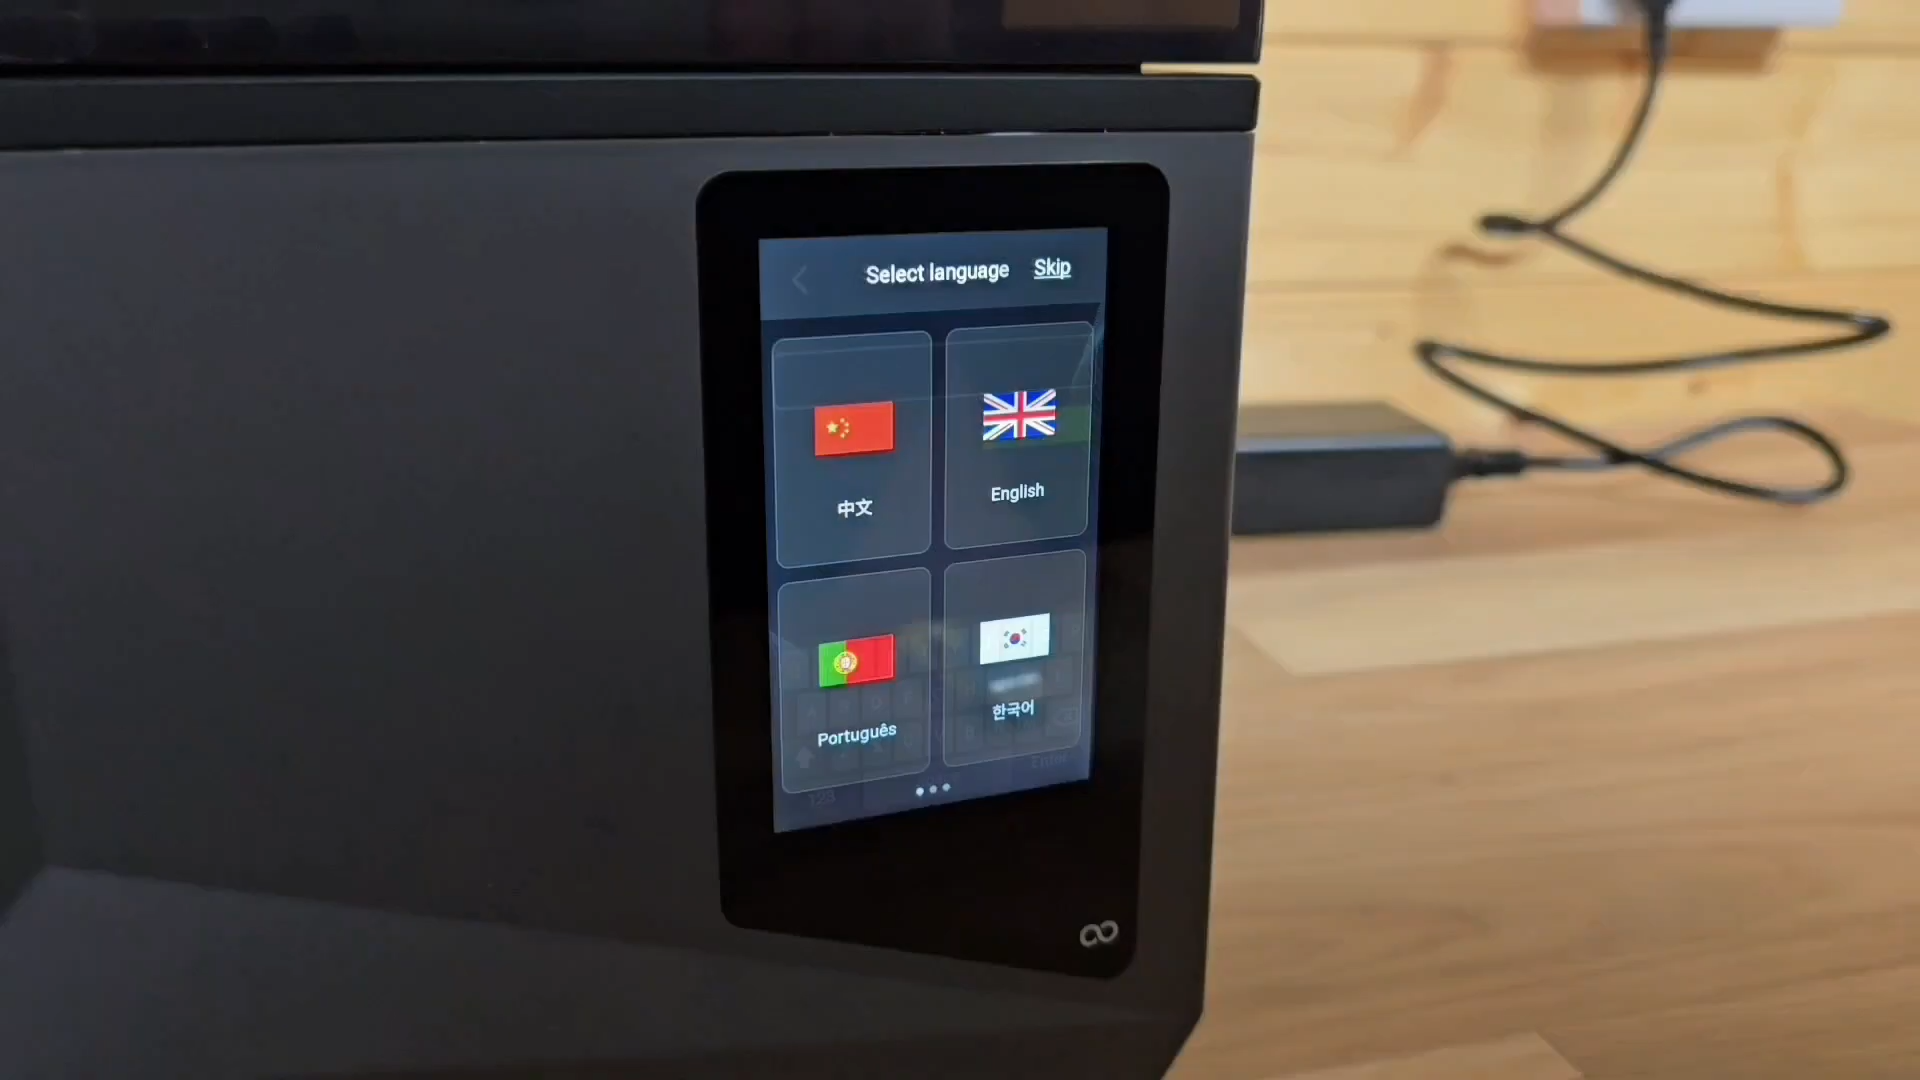 Select language Skip
中文
English
Português
한국어